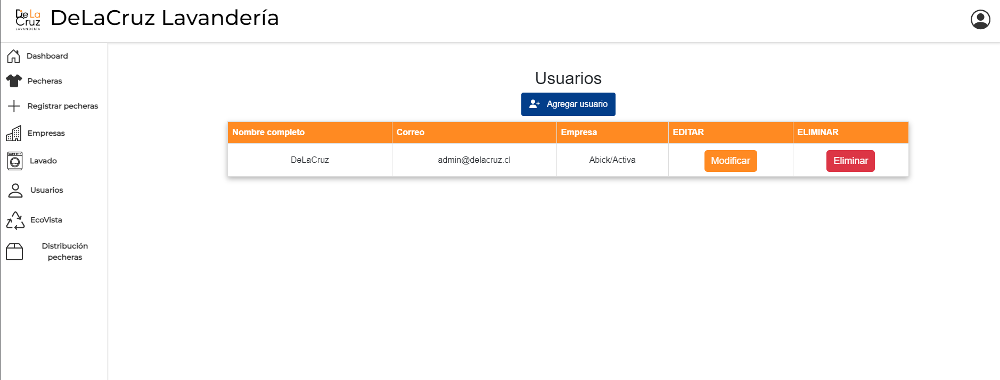 De La
Cruz
LAVANDERÍA
DeLaCruz Lavandería
Dashboard
Pecheras
Registrar pecheras
Empresas
Lavado
Usuarios
EcoVista
Distribución
pecheras
Usuarios
Agregar usuario
Nombre completo Correo Empresa EDITAR ELIMINAR
DeLaCruz admin@delacruz.cl Abick/Activa Modificar Eliminar